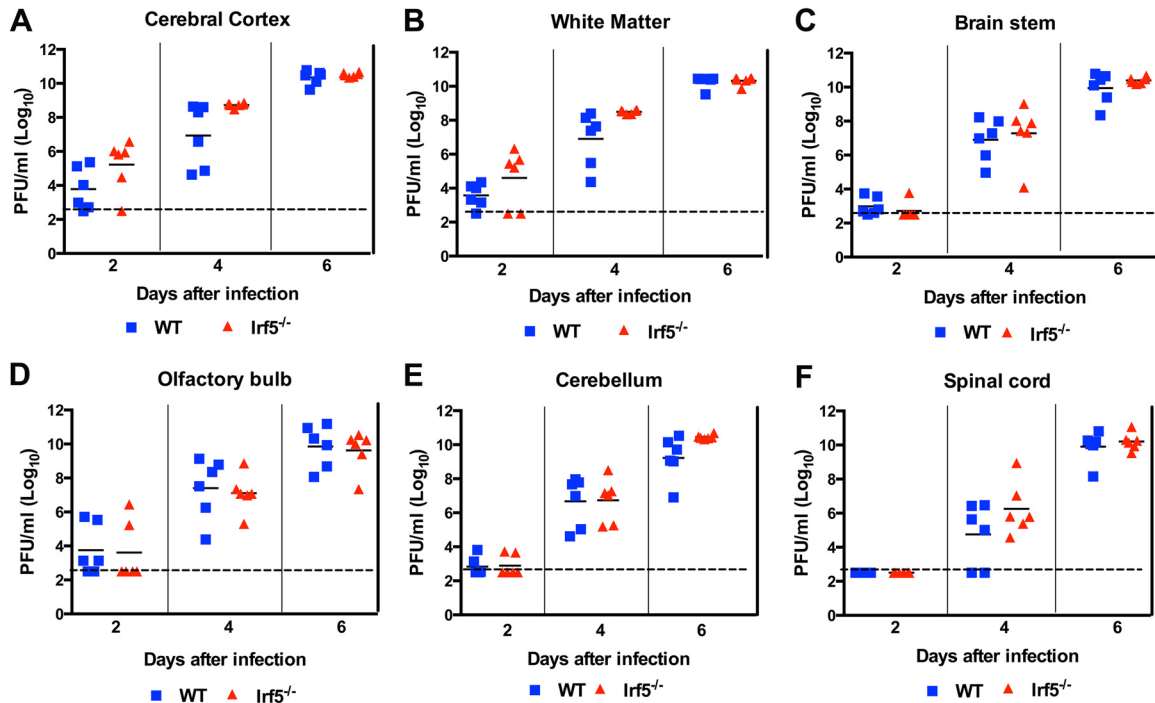 A
Cerebral Cortex
PFU/ml (Log10)
12
10
8
6
4
2
0
2 4 6
Days after infection
WT Irf5-/-
B
White Matter
PFU/ml (Log10)
12
10
8
6
4
2
0
2 4 6
Days after infection
WT Irf5-/-
C
Brain stem
PFU/ml (Log10)
12
10
8
6
4
2
0
2 4 6
Days after infection
WT Irf5-/-
D
Olfactory bulb
PFU/ml (Log10)
12
10
8
6
4
2
0
2 4 6
Days after infection
WT Irf5-/-
E
Cerebellum
PFU/ml (Log10)
12
10
8
6
4
2
0
2 4 6
Days after infection
WT Irf5-/-
F
Spinal cord
PFU/ml (Log10)
12
10
8
6
4
2
0
2 4 6
Days after infection
WT Irf5-/-